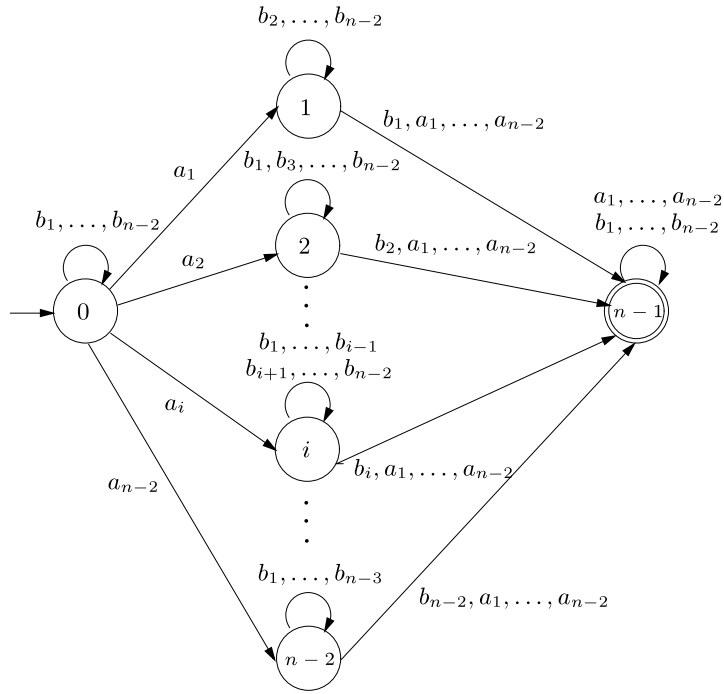 b_2, ..., b_{n-2}
1
b_1, a_1, ..., a_{n-2}
a_1
b_1, b_3, ..., b_{n-2}
b_1, ..., b_{n-2}
a_1, ..., a_{n-2}
b_1, ..., b_{n-2}
a_2
2
b_2, a_1, ..., a_{n-2}
0
n - 1
b_1, ..., b_{i-1}
b_{i+1}, ..., b_{n-2}
a_i
i
b_i, a_1, ..., a_{n-2}
a_{n-2}
b_1, ..., b_{n-3}
b_{n-2}, a_1, ..., a_{n-2}
n - 2